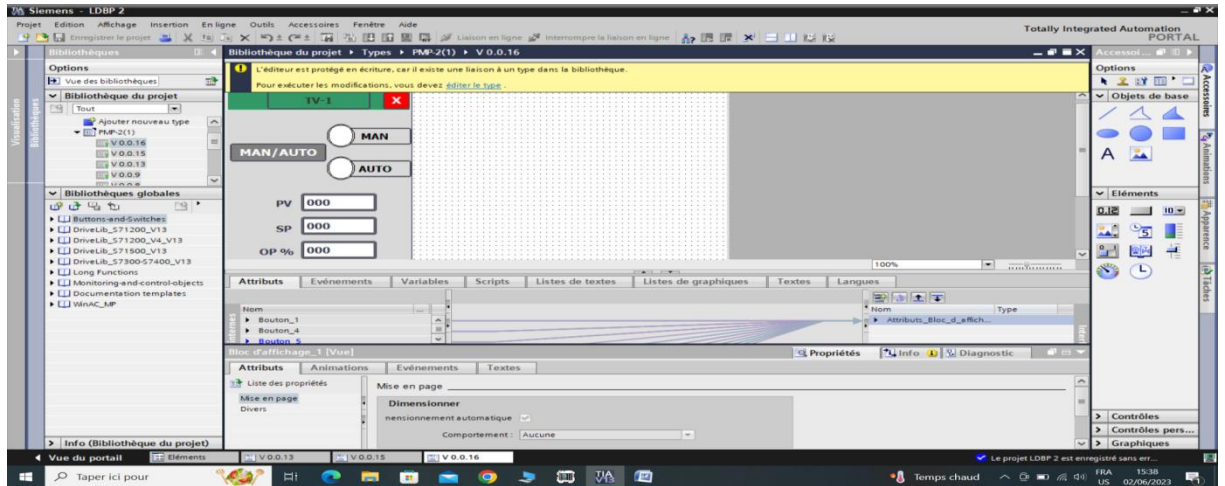 Siemens - LDBP 2
Projet Edition Affichage Insertion En ligne Outils Accessoires Fenêtre Aide
Totally Integrated Automation
PORTAL
Enregistrer le projet
Liaison en ligne
Interrompre la liaison en ligne
Bibliothèques
Bibliothèque du projet Types PMP-2(1) V 0.0.16
Accessoi...
Options
Vue des bibliothèques
Bibliothèque du projet
Tout
Ajouter nouveau type
PMP-2(1)
V 0.0.16
V 0.0.15
V 0.0.13
V 0.0.9
Bibliothèques globales
Buttons-and-Switches
DriveLib_S71200_V13
DriveLib_S71200_V4_V13
DriveLib_S71500_V13
DriveLib_S7300-S7400_V13
Long Functions
Monitoring-and-control-objects
Documentation templates
WinAC_MP
Info (Bibliothèque du projet)
Visualisation
Bibliothèques
L'éditeur est protégé en écriture, car il existe une liaison à un type dans la bibliothèque.
Pour exécuter les modifications, vous devez éditer le type .
TV-1
MAN
MAN/AUTO
AUTO
PV 000
SP 000
OP % 000
100%
Attributs Evénements Variables Scripts Listes de textes Listes de graphiques Textes Langues
Nom
Bouton_1
Bouton_4
Bouton_5
Nom Type
Attributs_Bloc_d_affich...
Bloc d'affichage_1 [Vue]
Propriétés Info Diagnostic
Attributs Animations Evénements Textes
Liste des propriétés
Mise en page
Divers
Mise en page
Dimensionner
nensionnement automatique
Comportement : Aucune
Options
Objets de base
A
Eléments
Contrôles
Contrôles pers...
Graphiques
Accessoires
Animations
Apparence
Tâches
Vue du portail Eléments V 0.0.13 V 0.0.15 V 0.0.16
Le projet LDBP 2 est enregistré sans err...
Taper ici pour
Temps chaud
FRA
US
15:38
02/06/2023